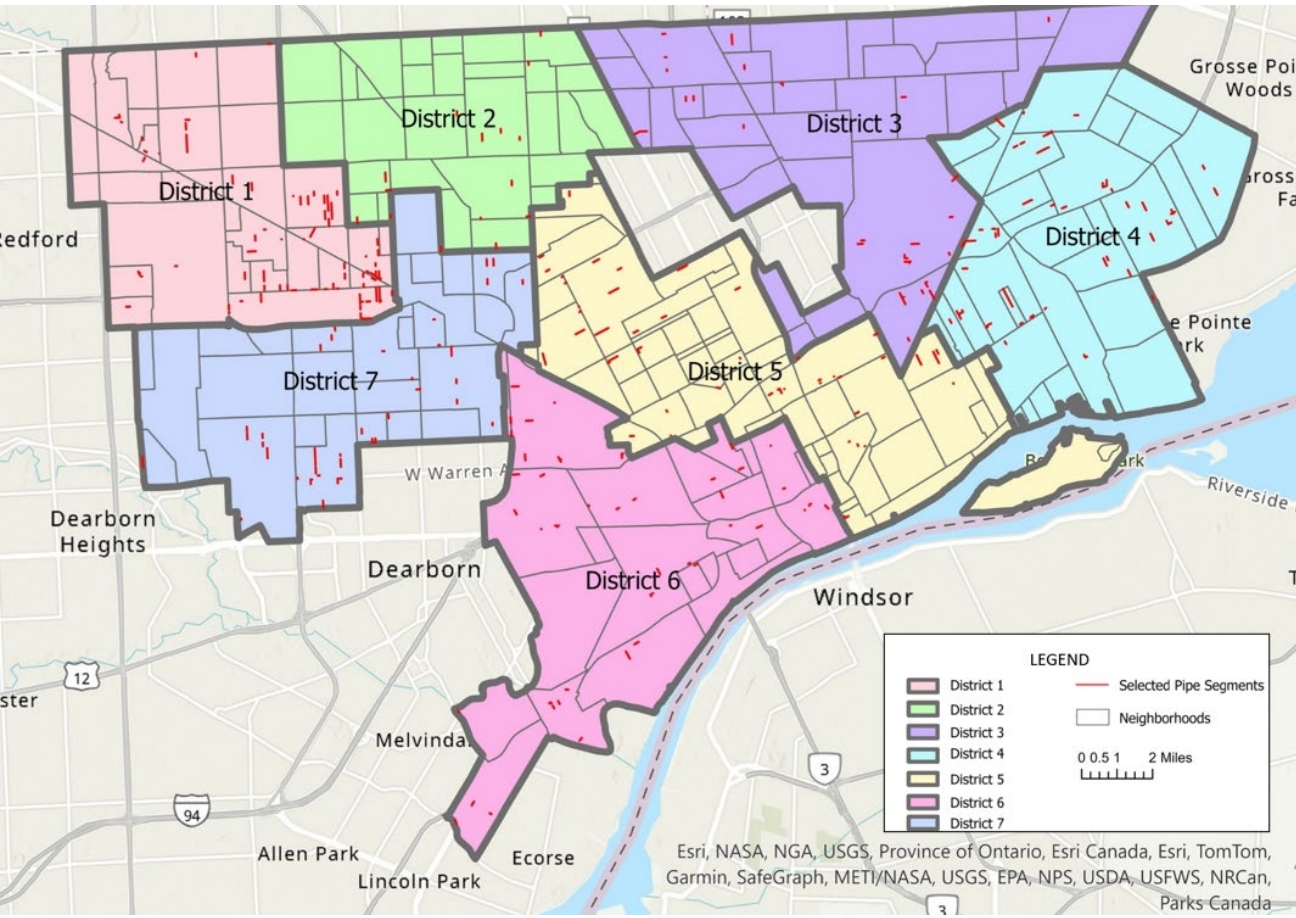 Grosse Poi
Woods
District 2
District 3
District 1
Redford
District 4
e Pointe
rk
District 7
District 5
W Warren A
ark
Riverside
Dearborn
Heights
Dearborn
District 6
Windsor
12
ster
Melvinda
3
94
Allen Park
Ecorse
Lincoln Park
3
LEGEND
District 1
District 2
District 3
District 4
District 5
District 6
District 7
Selected Pipe Segments
Neighborhoods
0 0.5 1 2 Miles
Esri, NASA, NGA, USGS, Province of Ontario, Esri Canada, Esri, TomTom,
Garmin, SafeGraph, METI/NASA, USGS, EPA, NPS, USDA, USFWS, NRCan,
Parks Canada